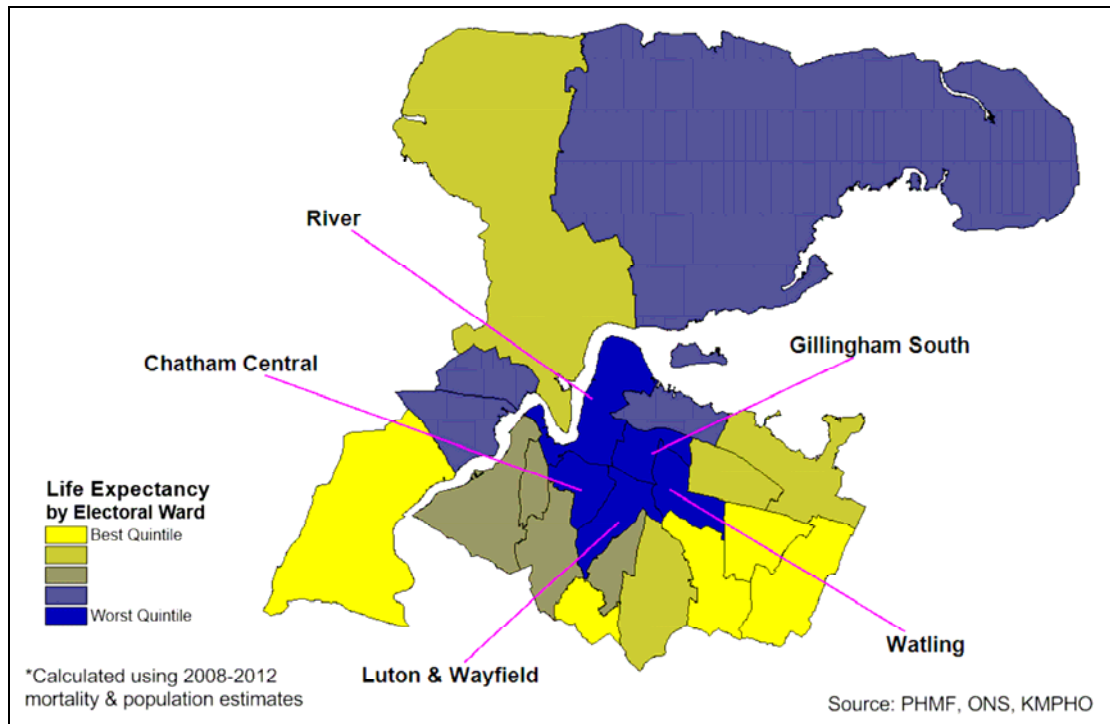 River
Chatham Central
Gillingham South
Life Expectancy
by Electoral Ward
Best Quintile
Worst Quintile
Watling
Luton & Wayfield
*Calculated using 2008-2012
mortality & population estimates
Source: PHMF, ONS, KMPHO